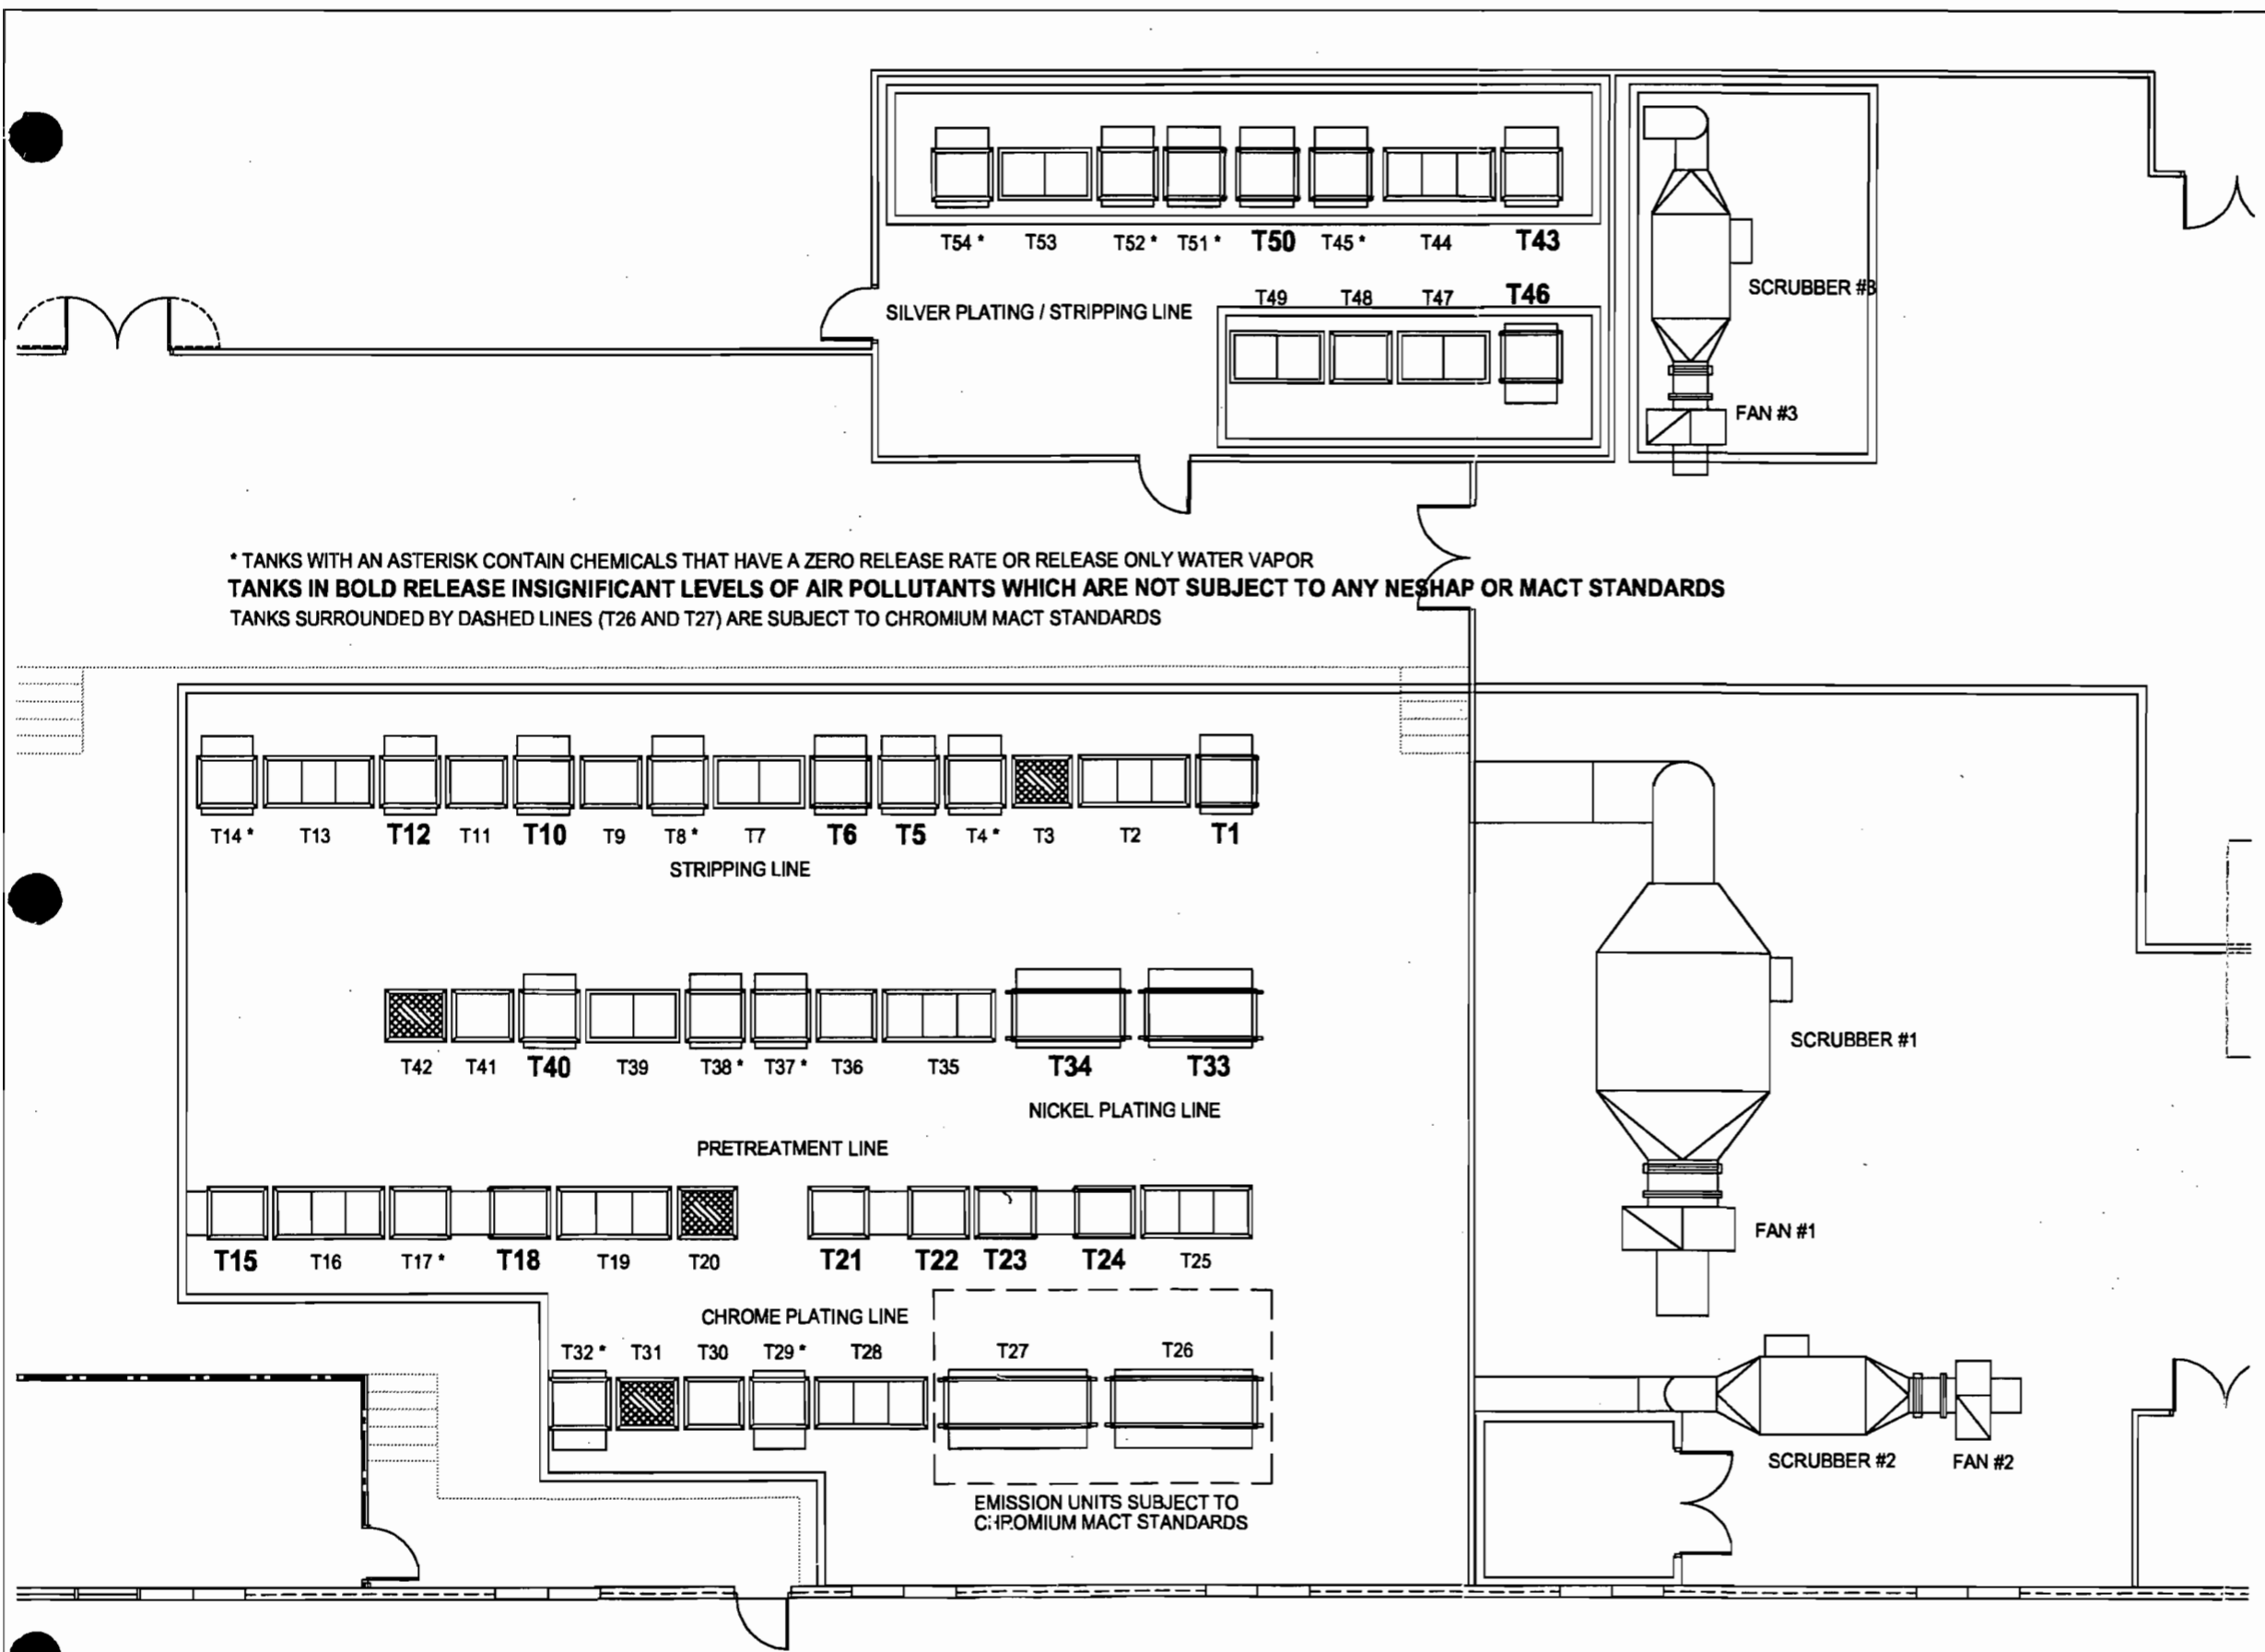 T54 * T53 T52 * T51 * T50 T45 * T44 T43
SCRUBBER #3
T49 T48 T47 T46
SILVER PLATING / STRIPPING LINE
FAN #3
* TANKS WITH AN ASTERISK CONTAIN CHEMICALS THAT HAVE A ZERO RELEASE RATE OR RELEASE ONLY WATER VAPOR
TANKS IN BOLD RELEASE INSIGNIFICANT LEVELS OF AIR POLLUTANTS WHICH ARE NOT SUBJECT TO ANY NESHAP OR MACT STANDARDS
TANKS SURROUNDED BY DASHED LINES (T26 AND T27) ARE SUBJECT TO CHROMIUM MACT STANDARDS
T14 * T13 T12 T11 T10 T9 T8 * T7 T6 T5 T4 * T3 T2 T1
STRIPPING LINE
SCRUBBER #1
T42 T41 T40 T39 T38 * T37 * T36 T35 T34 T33
NICKEL PLATING LINE
PRETREATMENT LINE
FAN #1
T15 T16 T17 * T18 T19 T20 T21 T22 T23 T24 T25
CHROME PLATING LINE
T32 * T31 T30 T29 * T28 T27 T26
SCRUBBER #2 FAN #2
EMISSION UNITS SUBJECT TO
CHROMIUM MACT STANDARDS